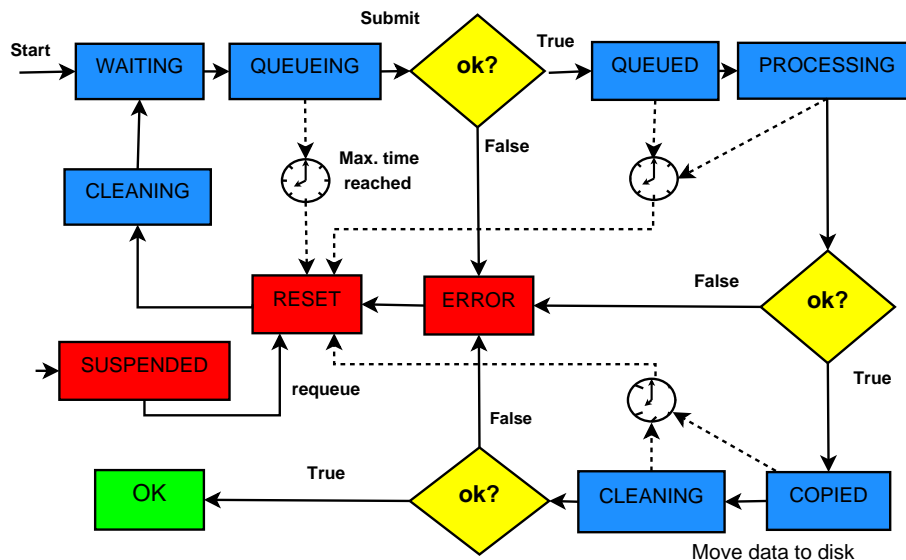 Submit
Start
True
WAITING
QUEUEING
ok?
QUEUED
PROCESSING
False
Max. time
reached
CLEANING
False
RESET
ERROR
ok?
SUSPENDED
requeue
True
False
True
OK
ok?
CLEANING
COPIED
Move data to disk